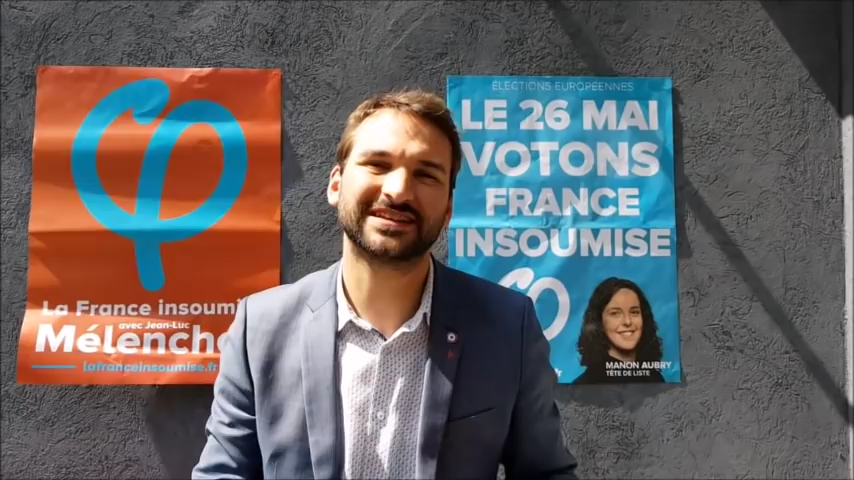 La France insoumi
avec Jean-Luc
Mélencho
lafranceinsoumise.fr
ÉLECTIONS EUROPÉENNES
LE 26 MAI
VOTONS
FRANCE
INSOUMISE
MANON AUBRY
TÊTE DE LISTE